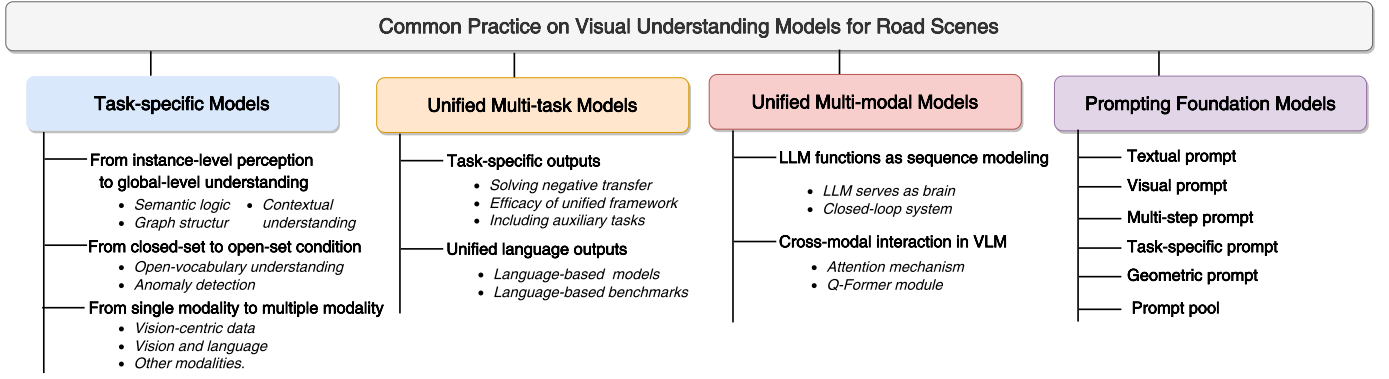 Common Practice on Visual Understanding Models for Road Scenes
Task-specific Models
From instance-level perception
to global-level understanding
• Semantic logic
• Graph structur
• Contextual
understanding
From closed-set to open-set condition
• Open-vocabulary understanding
• Anomaly detection
From single modality to multiple modality
• Vision-centric data
• Vision and language
• Other modalities.
Unified Multi-task Models
Task-specific outputs
• Solving negative transfer
• Efficacy of unified framework
• Including auxiliary tasks
Unified language outputs
• Language-based models
• Language-based benchmarks
Unified Multi-modal Models
LLM functions as sequence modeling
• LLM serves as brain
• Closed-loop system
Cross-modal interaction in VLM
• Attention mechanism
• Q-Former module
Prompting Foundation Models
Textual prompt
Visual prompt
Multi-step prompt
Task-specific prompt
Geometric prompt
Prompt pool